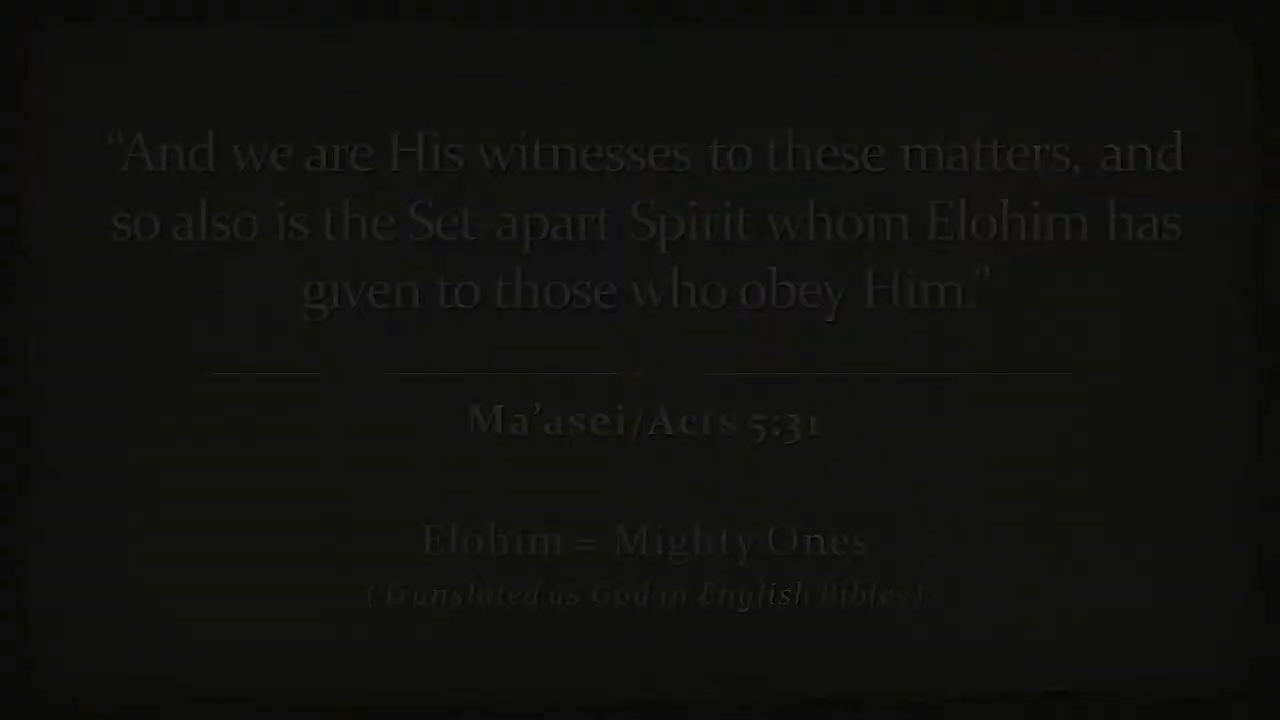 “And we are His witnesses to these matters, and
so also is the Set-apart Spirit whom Elohim has
given to those who obey Him.”
Ma’asei/Acts 5:31
Elohim = Mighty Ones
(Translated as God in English Bibles)